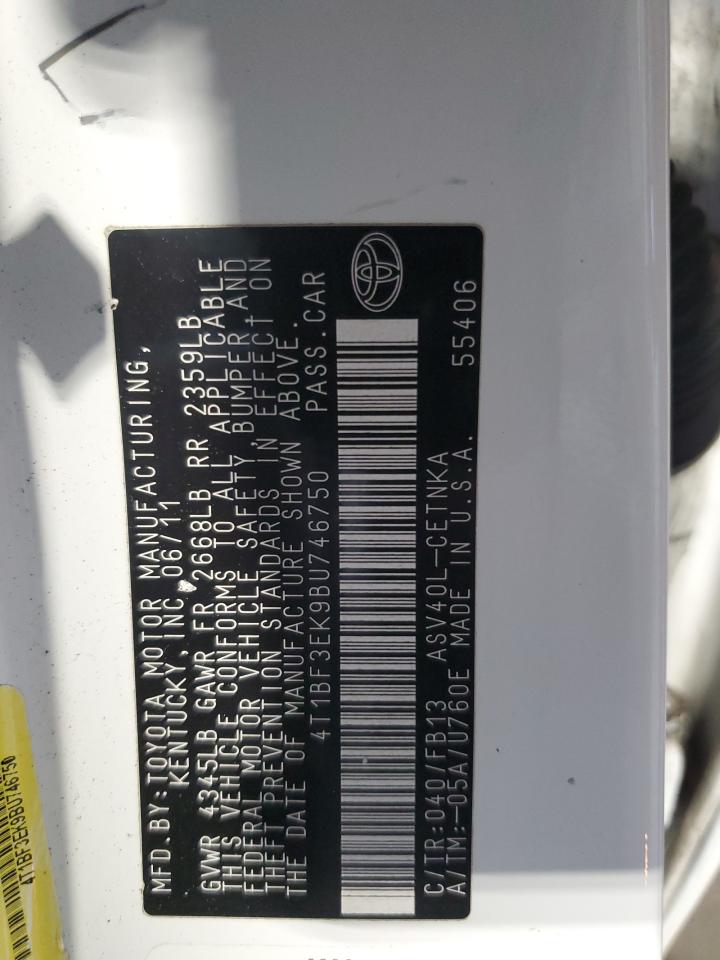 MFD.BY:TOYOTA MOTOR MANUFACTURING,
KENTUCKY, INC 06/11
GVWR 4345LB GAWR FR 2668LB RR 2359LB
THIS VEHICLE CONFORMS TO ALL APPLICABLE
FEDERAL MOTOR VEHICLE SAFETY, BUMPER, AND
THEFT PREVENTION STANDARDS IN EFFECT ON
THE DATE OF MANUFACTURE SHOWN ABOVE.
4T1BF3EK9BU746750 PASS.CAR
C/TR:040/FB13 ASV40L-CETNKA
A/TM:-05A/U760E MADE IN U.S.A. 55406
4T1BF3EK9BU746750